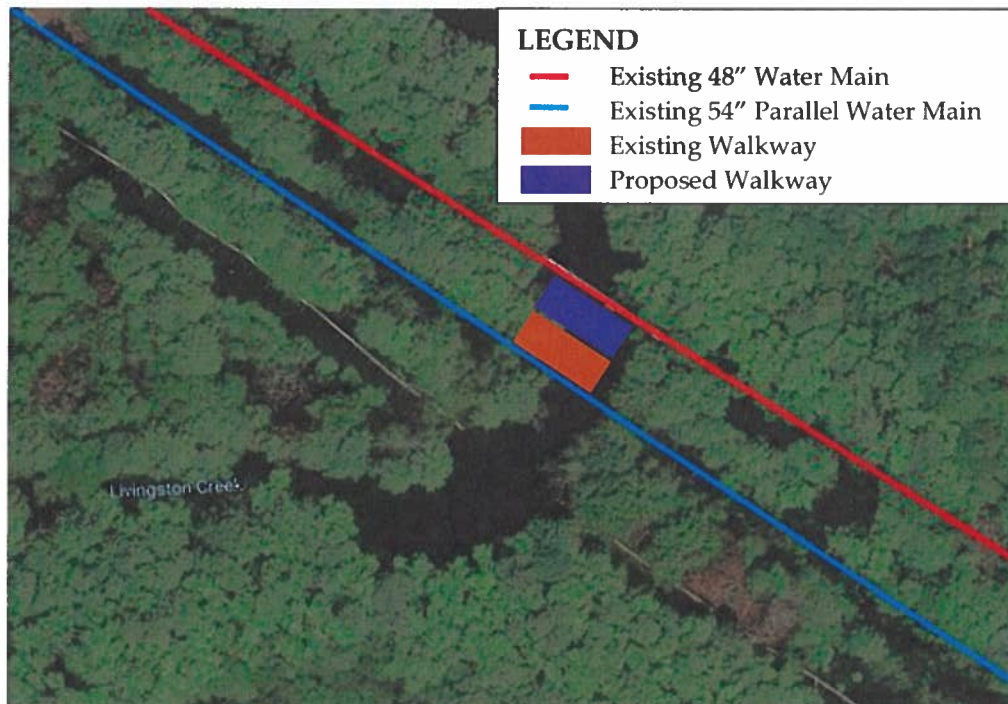 LEGEND
Existing 48" Water Main
Existing 54" Parallel Water Main
Existing Walkway
Proposed Walkway
Livingston Creek